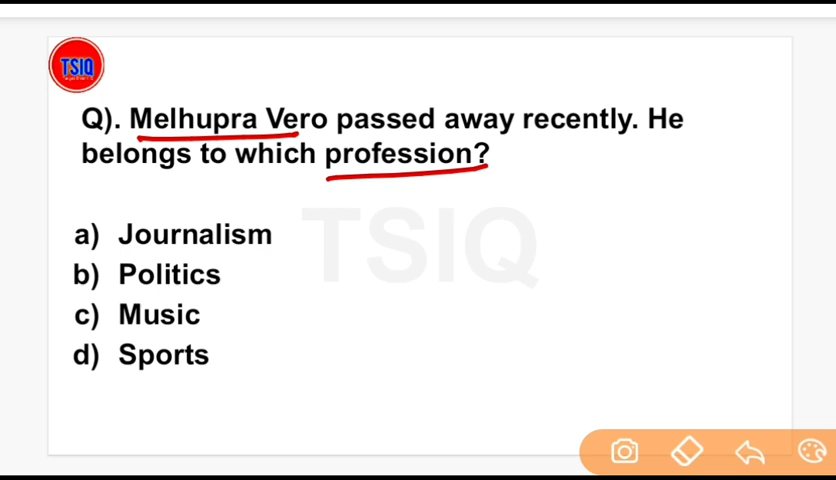 TSIQ
Q). Melhupra Vero passed away recently. He
belongs to which profession?
TSIQ
a) Journalism
b) Politics
c) Music
d) Sports